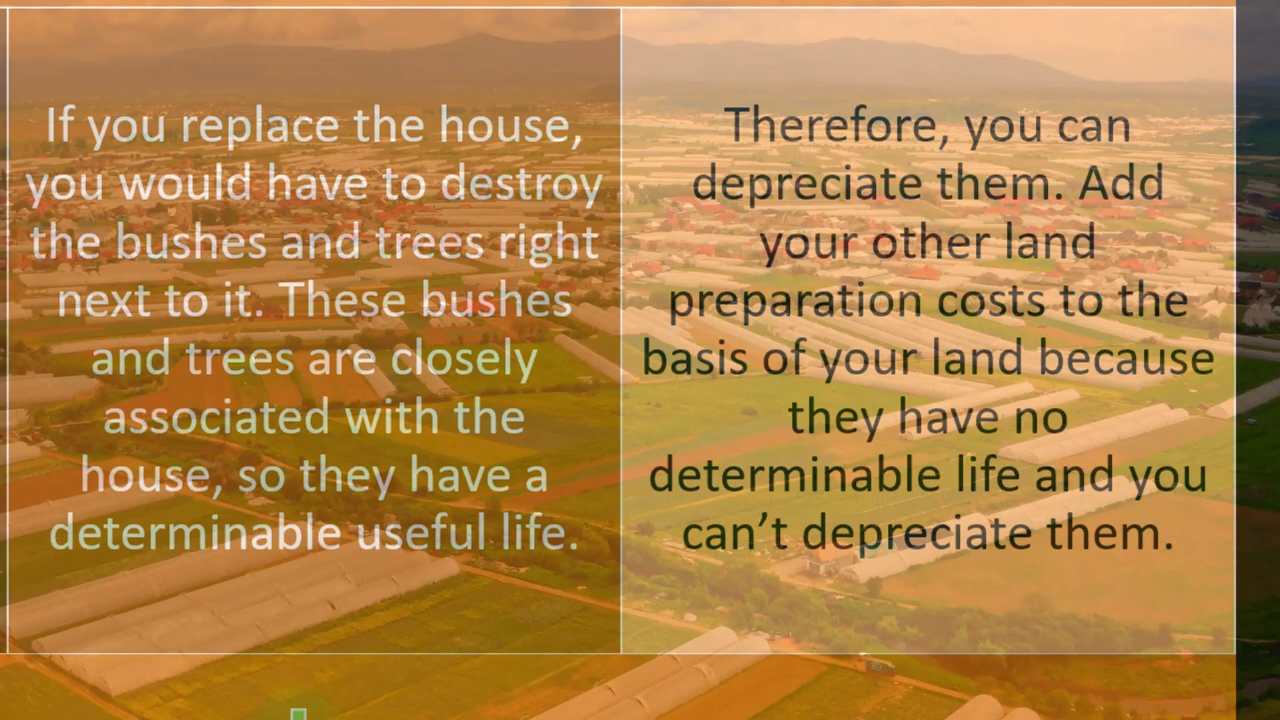 If you replace the house,
you would have to destroy
the bushes and trees right
next to it. These bushes
and trees are closely
associated with the
house, so they have a
determinable useful life.
Therefore, you can
depreciate them. Add
your other land
preparation costs to the
basis of your land because
they have no
determinable life and you
can’t depreciate them.